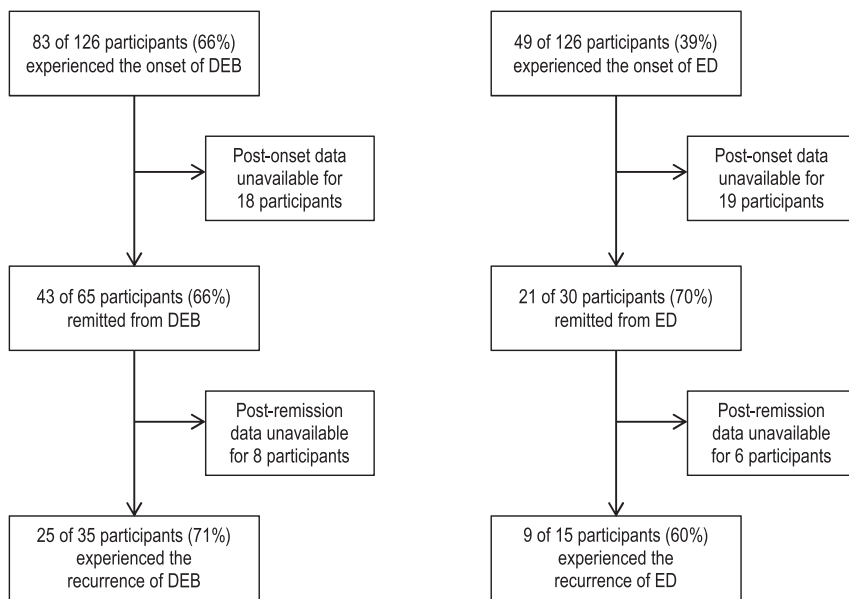 83 of 126 participants (66%)
experienced the onset of DEB
Post-onset data
unavailable for
18 participants
43 of 65 participants (66%)
remitted from DEB
Post-remission
data unavailable
for 8 participants
25 of 35 participants (71%)
experienced the
recurrence of DEB
49 of 126 participants (39%)
experienced the onset of ED
Post-onset data
unavailable for
19 participants
21 of 30 participants (70%)
remitted from ED
Post-remission
data unavailable
for 6 participants
9 of 15 participants (60%)
experienced the
recurrence of ED